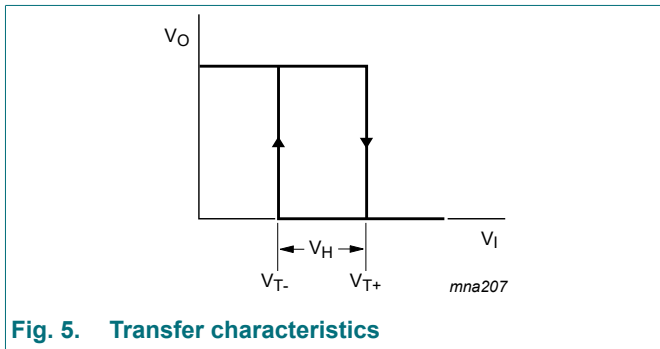 VO
VH
VI
VT-
VT+
mna207
Fig. 5. Transfer characteristics